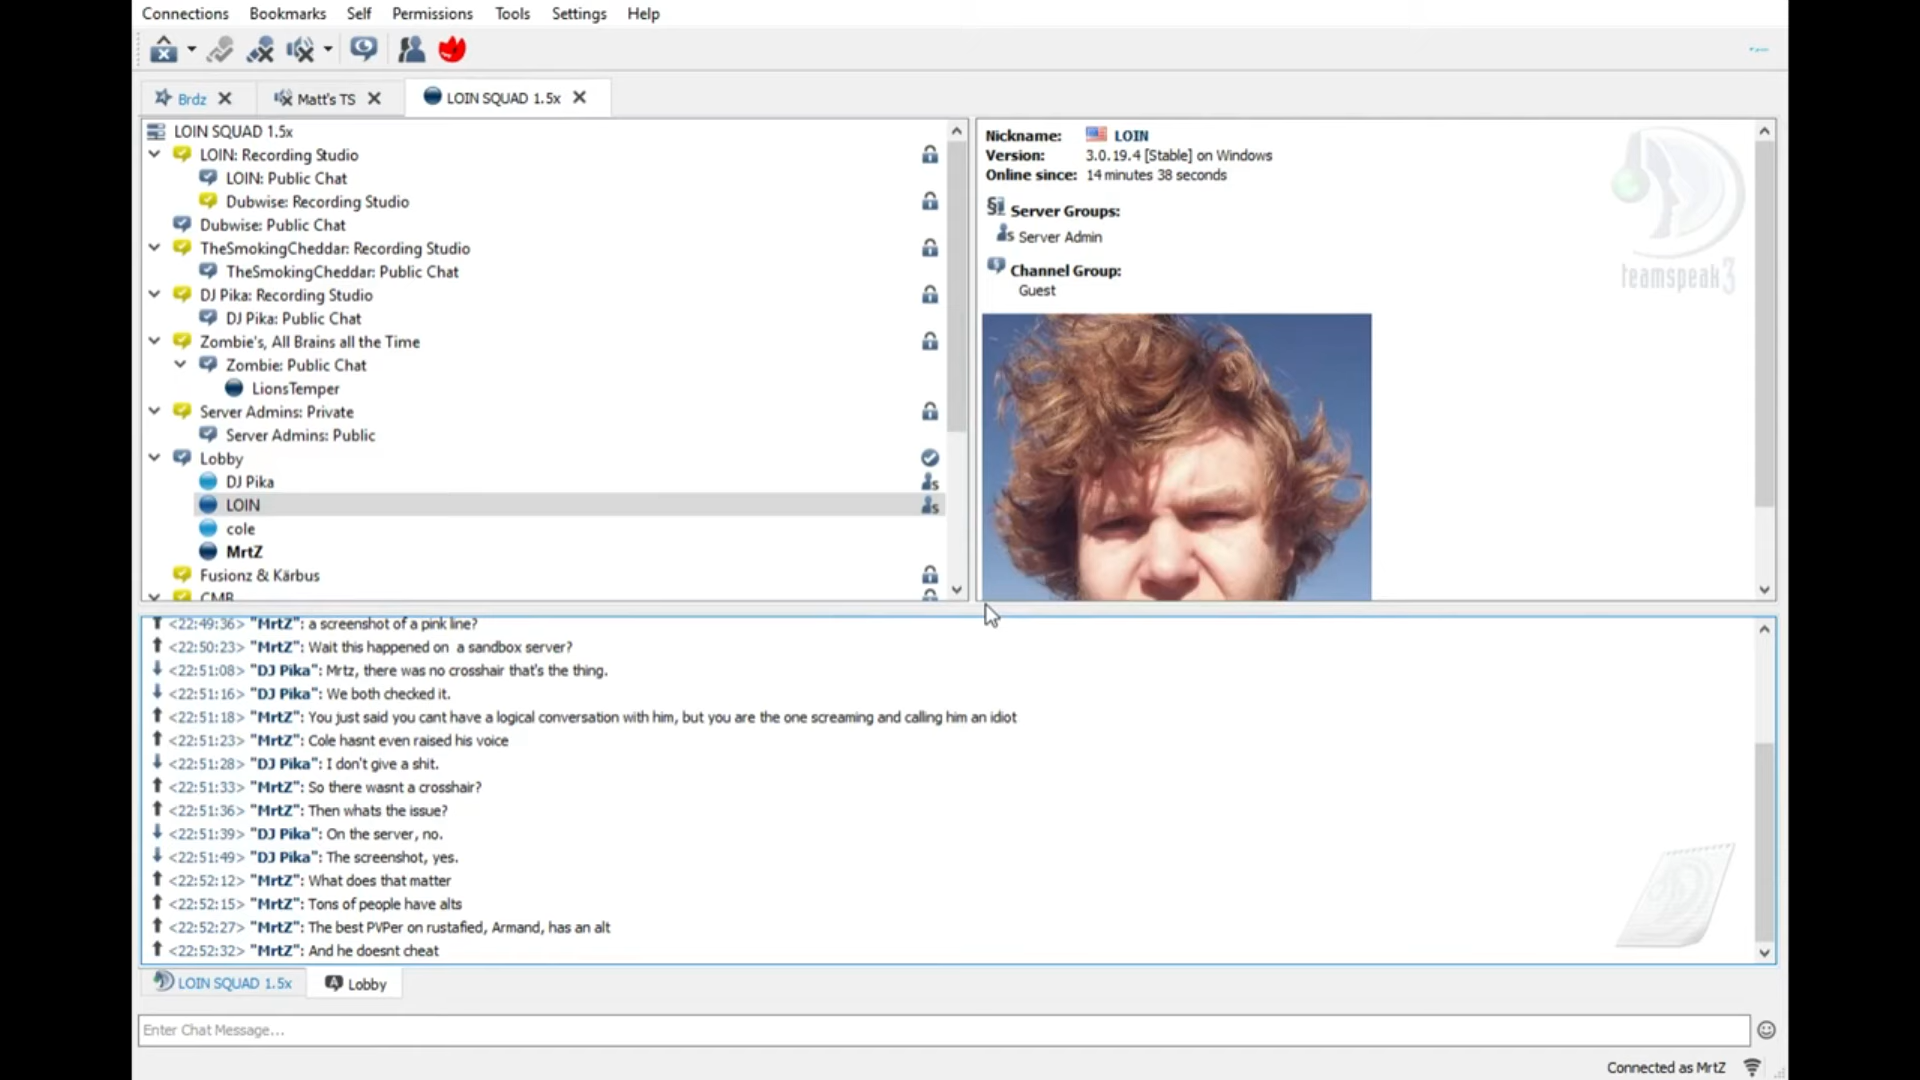 Connections Bookmarks Self Permissions Tools Settings Help
Brdz Matt's TS LOIN SQUAD 1.5x
LOIN SQUAD 1.5x
LOIN: Recording Studio
LOIN: Public Chat
Dubwise: Recording Studio
Dubwise: Public Chat
TheSmokingCheddar: Recording Studio
TheSmokingCheddar: Public Chat
DJ Pika: Recording Studio
DJ Pika: Public Chat
Zombie's, All Brains all the Time
Zombie: Public Chat
LionsTemper
Server Admins: Private
Server Admins: Public
Lobby
DJ Pika
LOIN
cole
MrtZ
Fusionz & Kärbus
CMB
Nickname: LOIN
Version: 3.0.19.4 [Stable] on Windows
Online since: 14 minutes 38 seconds
Server Groups:
Server Admin
Channel Group:
Guest
teamspeak3
<22:49:36> "MrtZ": a screenshot of a pink line?
<22:50:23> "MrtZ": Wait this happened on  a sandbox server?
<22:51:08> "DJ Pika": Mrtz, there was no crosshair that's the thing.
<22:51:16> "DJ Pika": We both checked it.
<22:51:18> "MrtZ": You just said you cant have a logical conversation with him, but you are the one screaming and calling him an idiot
<22:51:23> "MrtZ": Cole hasnt even raised his voice
<22:51:28> "DJ Pika": I don't give a shit.
<22:51:33> "MrtZ": So there wasnt a crosshair?
<22:51:36> "MrtZ": Then whats the issue?
<22:51:39> "DJ Pika": On the server, no.
<22:51:49> "DJ Pika": The screenshot, yes.
<22:52:12> "MrtZ": What does that matter
<22:52:15> "MrtZ": Tons of people have alts
<22:52:27> "MrtZ": The best PVPer on rustafied, Armand, has an alt
<22:52:32> "MrtZ": And he doesnt cheat
LOIN SQUAD 1.5x Lobby
Enter Chat Message...
Connected as MrtZ